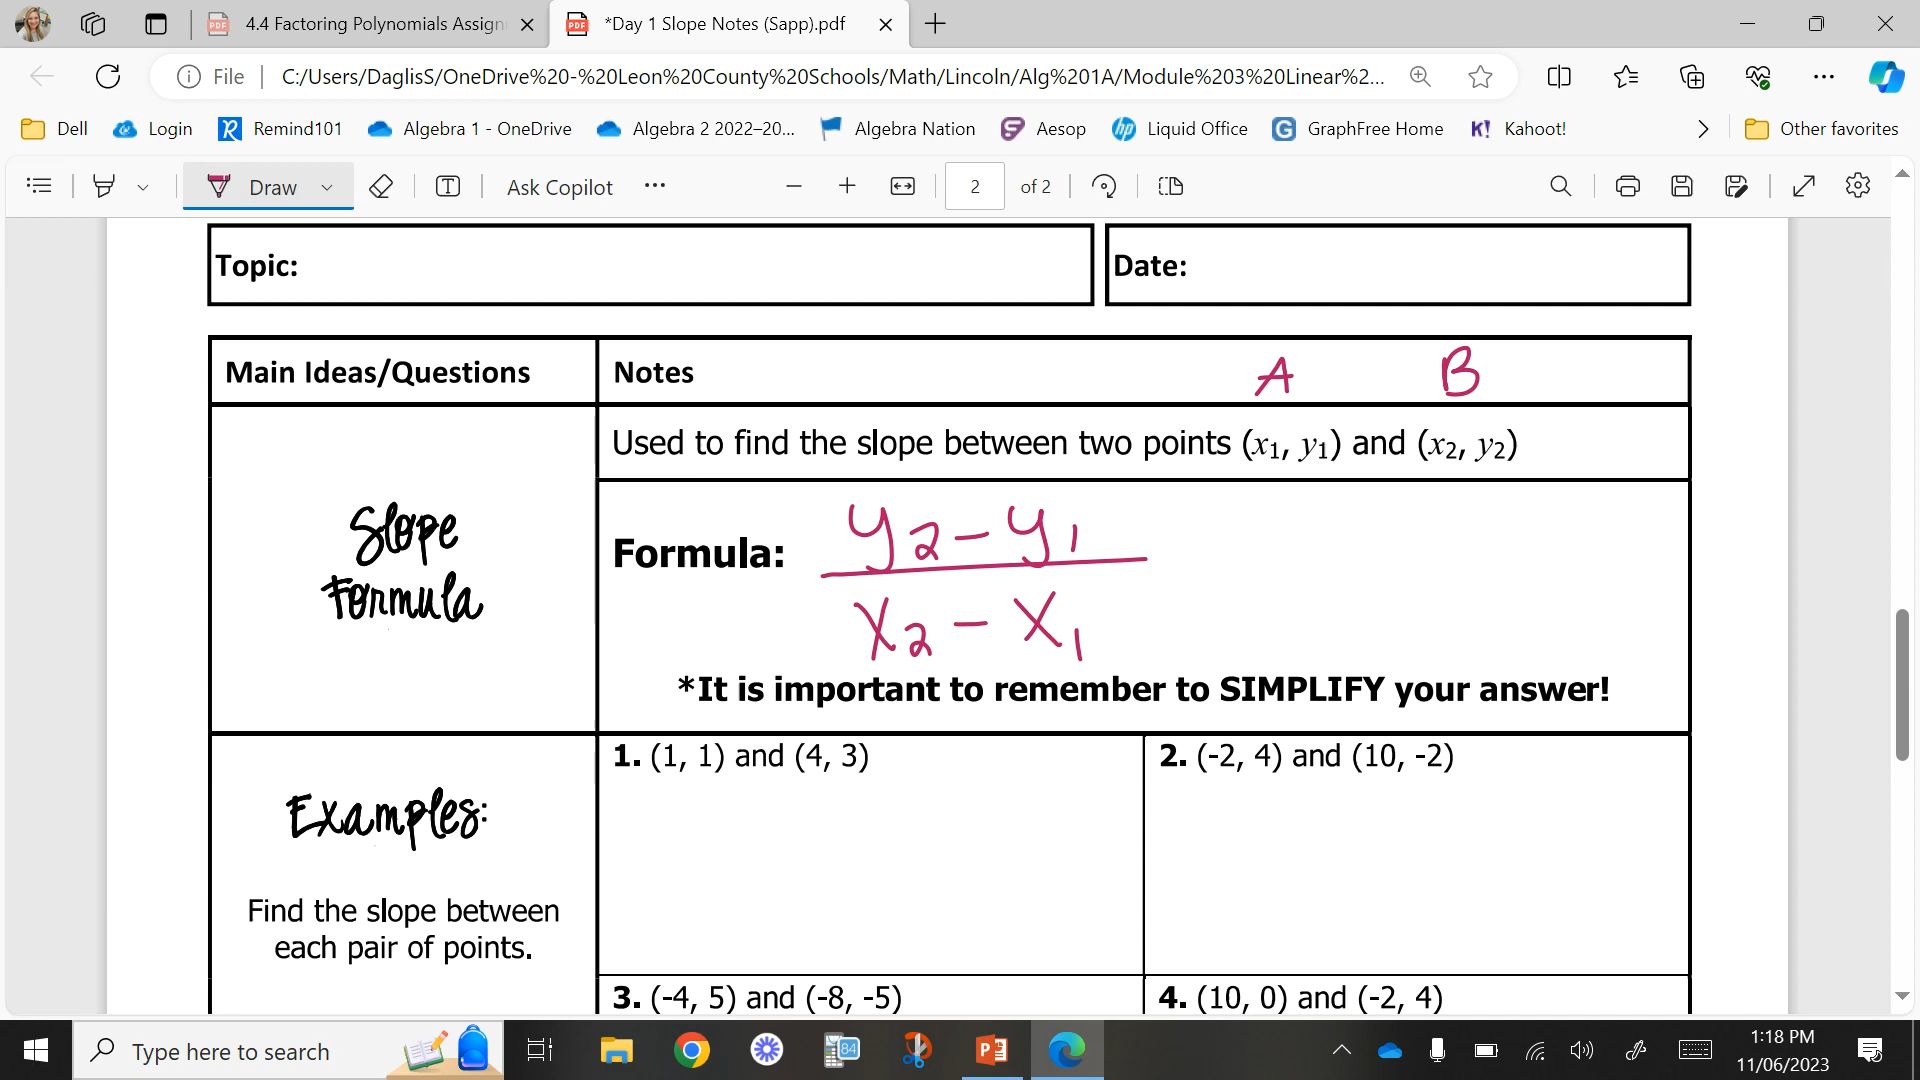 4.4 Factoring Polynomials Assign
*Day 1 Slope Notes (Sapp).pdf
File
C:/Users/DaglisS/OneDrive%20-%20Leon%20County%20Schools/Math/Lincoln/Alg%201A/Module%203%20Linear%2...
Dell
Login
Remind101
Algebra 1 - OneDrive
Algebra 2 2022–20...
Algebra Nation
Aesop
Liquid Office
GraphFree Home
K! Kahoot!
Other favorites
Draw
Ask Copilot
2 of 2
Topic:
Date:
Main Ideas/Questions
Notes
A B
Slope
Formula
Used to find the slope between two points (x₁, y₁) and (x₂, y₂)
Formula:
y₂ – y₁
x₂ – x₁
*It is important to remember to SIMPLIFY your answer!
Examples:
Find the slope between
each pair of points.
1. (1, 1) and (4, 3)
2. (-2, 4) and (10, -2)
3. (-4, 5) and (-8, -5)
4. (10, 0) and (-2, 4)
Type here to search
84
1:18 PM
11/06/2023